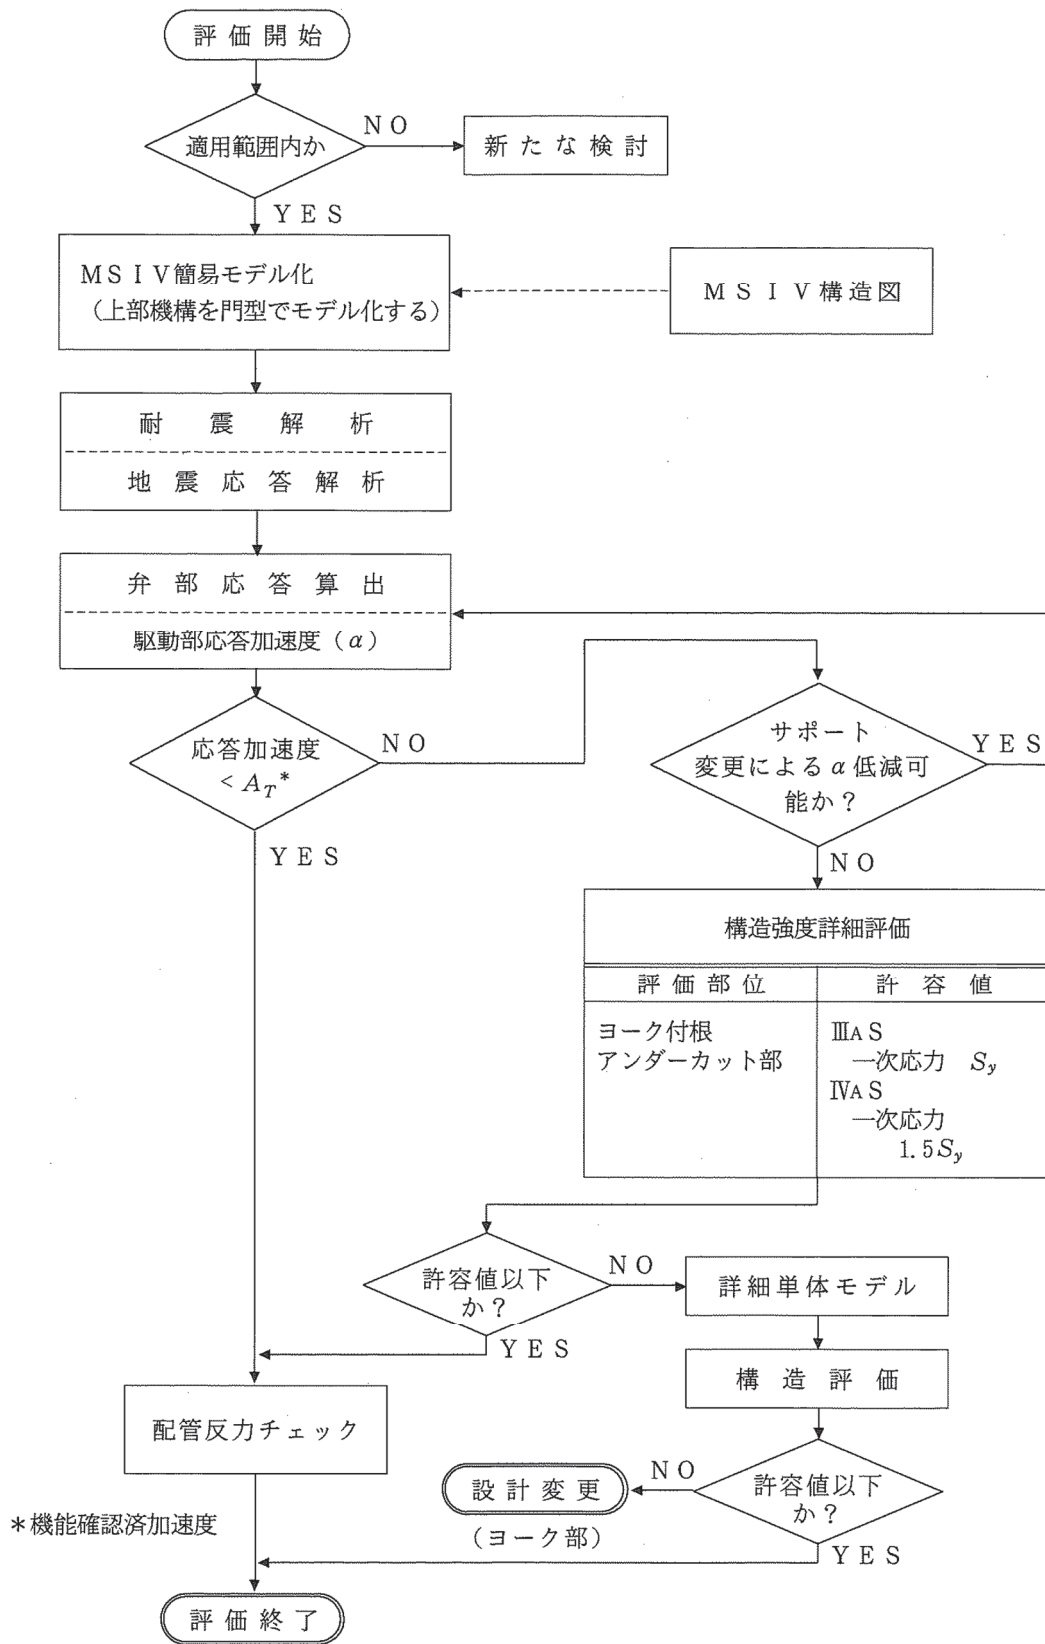 評価開始
適用範囲内か
NO
新たな検討
YES
MSIV簡易モデル化
(上部機構を門型でモデル化する)
MSIV構造図
耐震解析
地震応答解析
弁部応答算出
駆動部応答加速度(α)
応答加速度
< A_T*
NO
YES
サポート
変更によるα低減可
能か?
YES
NO
構造強度詳細評価
評価部位
許容値
ヨーク付根
アンダーカット部
ⅢAS
一次応力 S_y
ⅣAS
一次応力
1.5S_y
許容値以下
か?
NO
詳細単体モデル
YES
構造評価
配管反力チェック
許容値以下
か?
NO
設計変更
(ヨーク部)
YES
*機能確認済加速度
評価終了